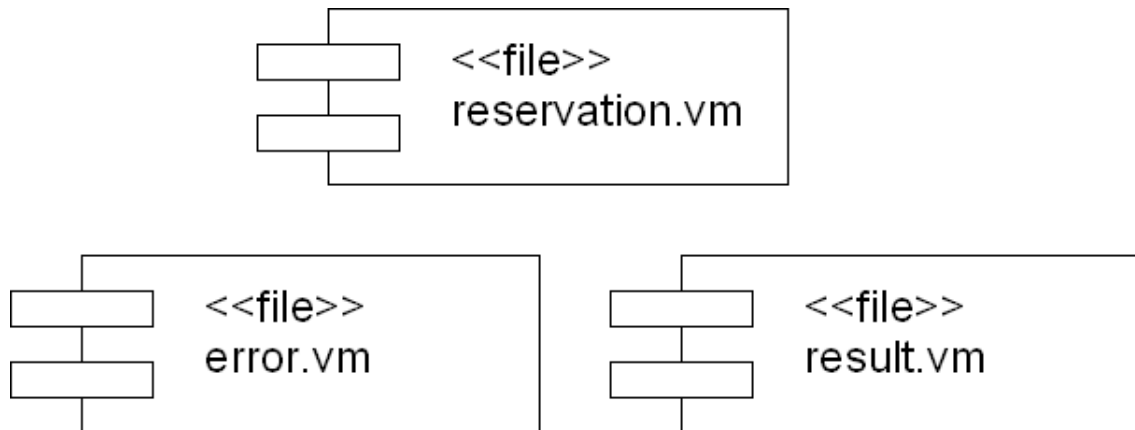 <<file>>
reservation.vm
<<file>>
error.vm
<<file>>
result.vm